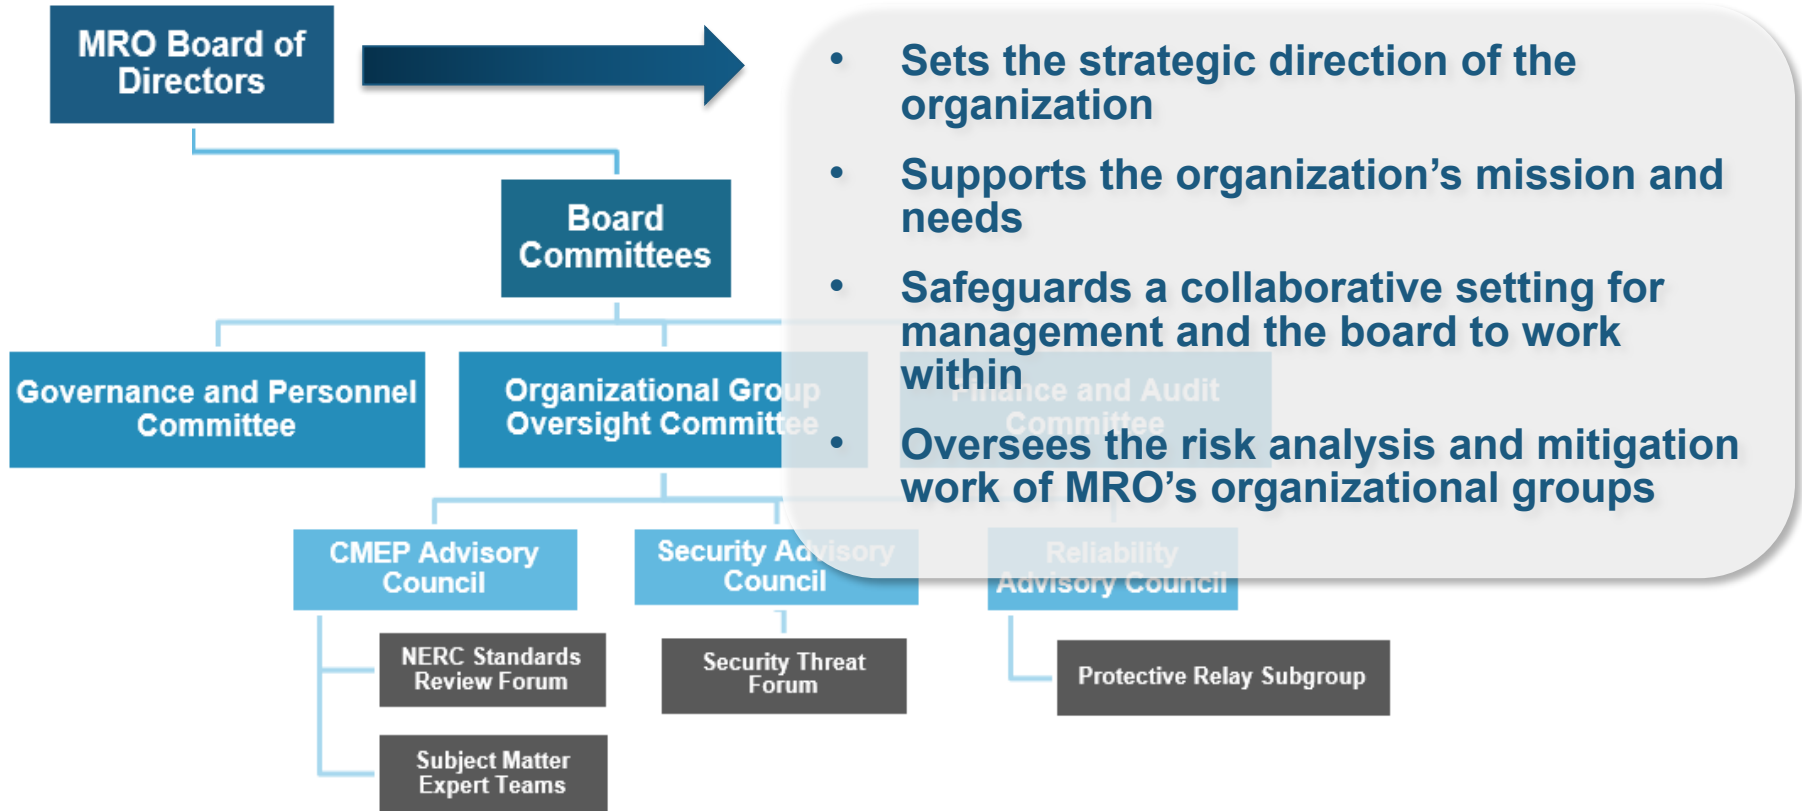 MRO Board of
Directors
• Sets the strategic direction of the
organization
• Supports the organization’s mission and
needs
• Safeguards a collaborative setting for
management and the board to work
within
• Oversees the risk analysis and mitigation
work of MRO’s organizational groups
Board
Committees
Governance and Personnel
Committee
Organizational Group
Oversight Committee
Finance and Audit
Committee
CMEP Advisory
Council
Security Advisory
Council
Reliability
Advisory Council
NERC Standards
Review Forum
Security Threat
Forum
Protective Relay Subgroup
Subject Matter
Expert Teams